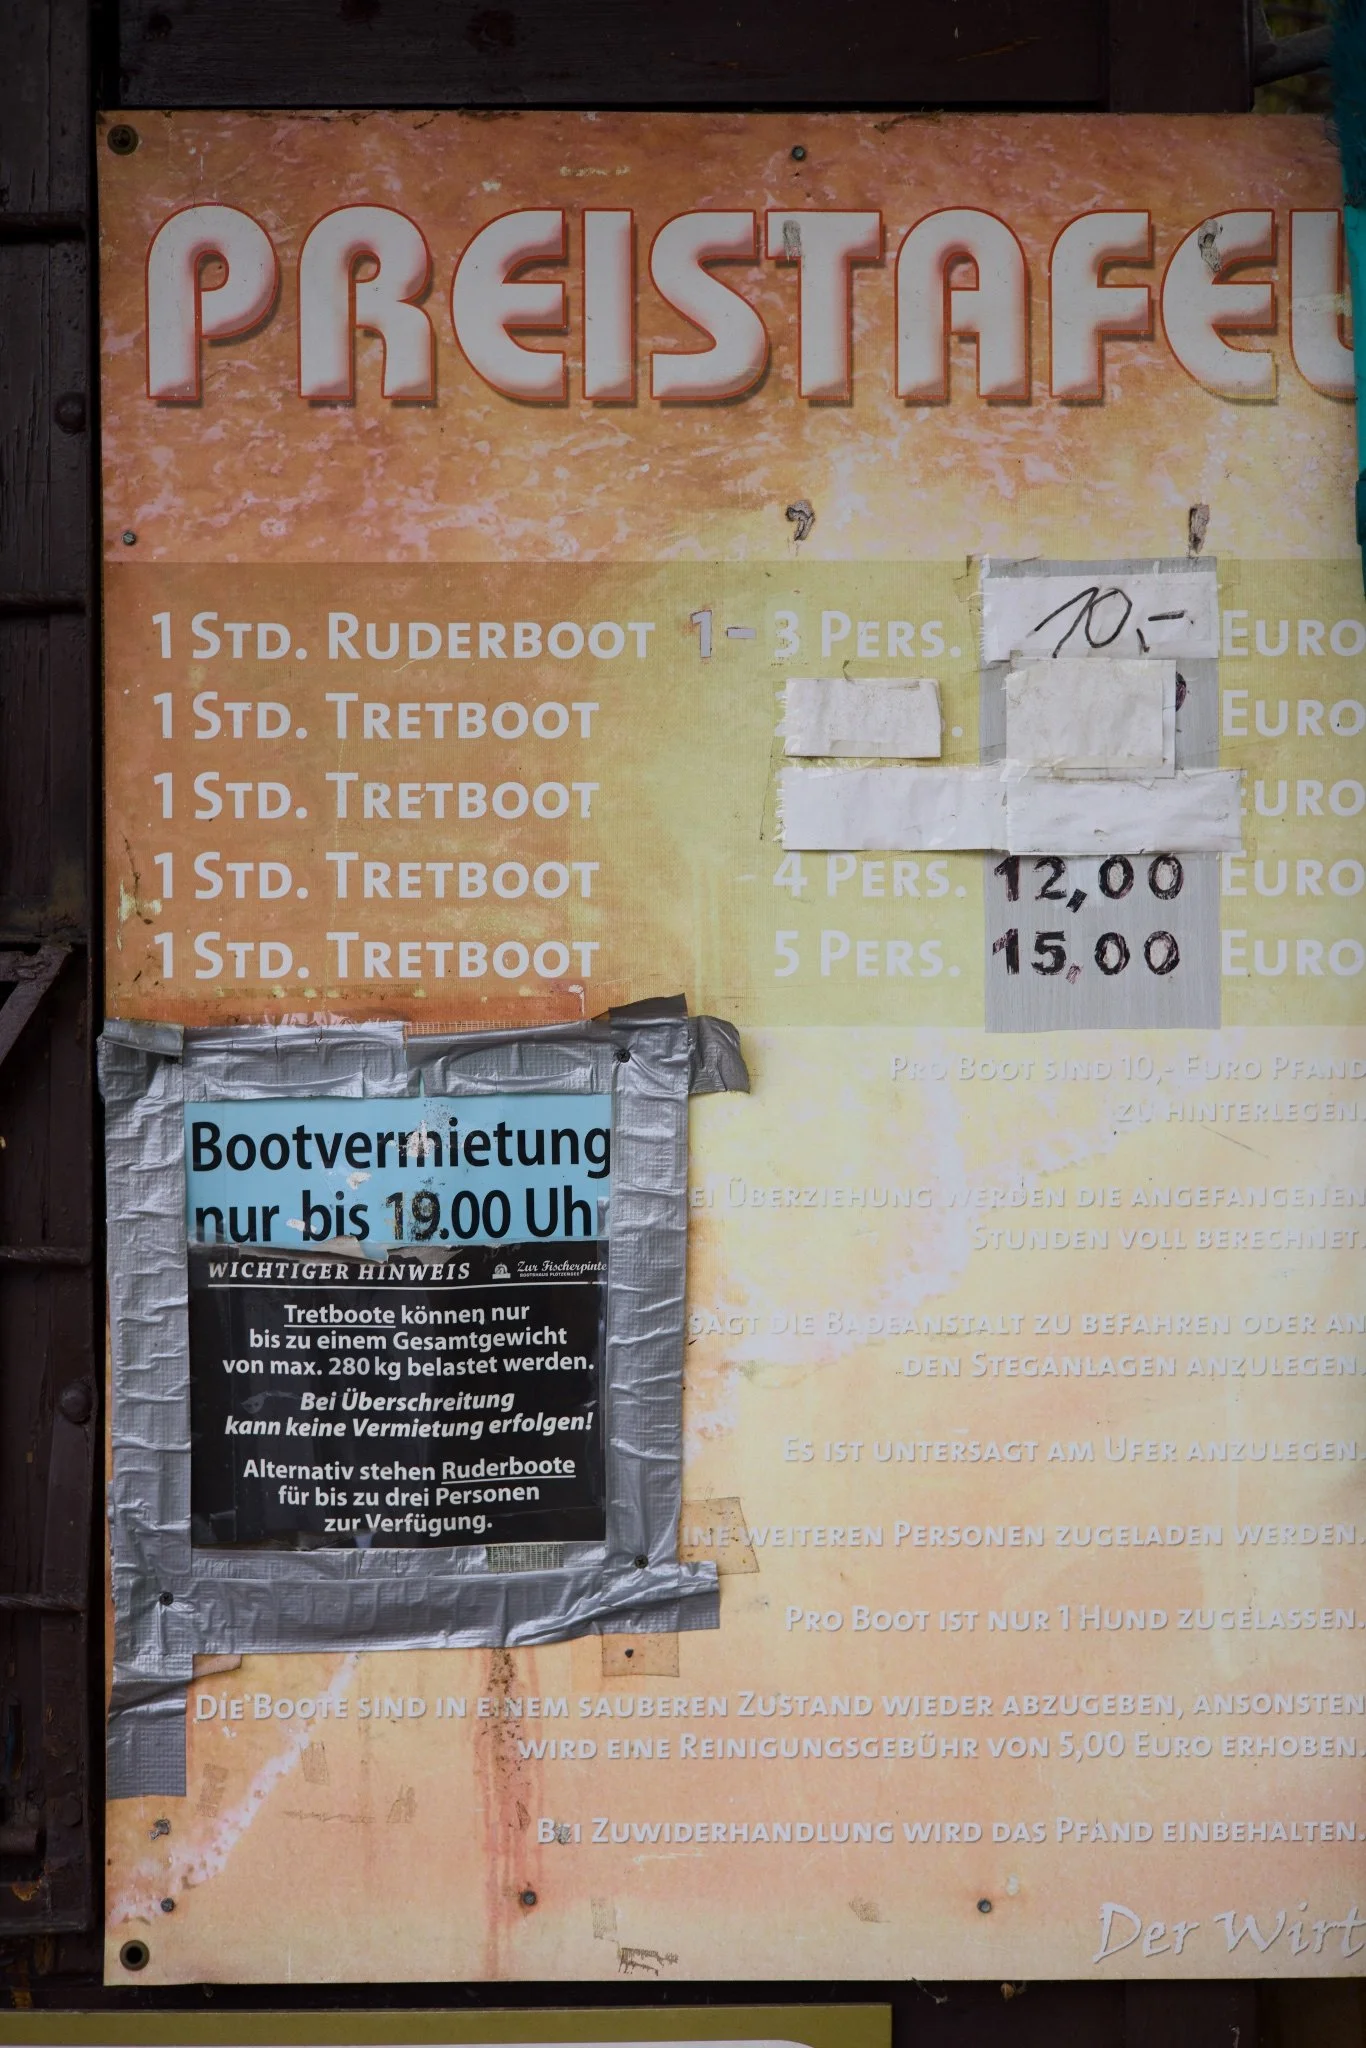 PREISTAFEL
1 STD. RUDERBOOT 1 - 3 PERS. 10,- EURO
1 STD. TRETBOOT EURO
1 STD. TRETBOOT EURO
1 STD. TRETBOOT - 4 PERS. 12,00 EURO
1 STD. TRETBOOT 5 PERS. 15,00 EURO
PRO BOOT SIND 10,- EURO PFAND
ZU HINTERLEGEN.
EI ÜBERZIEHUNG WERDEN DIE ANGEFANGENEN
STUNDEN VOLL BERECHNET.
SAGT DIE BADEANSTALT ZU BEFAHREN ODER AN
DEN STEGANLAGEN ANZULEGEN.
ES IST UNTERSAGT AM UFER ANZULEGEN.
INE WEITEREN PERSONEN ZUGELADEN WERDEN.
PRO BOOT IST NUR 1 HUND ZUGELASSEN.
DIE BOOTE SIND IN EINEM SAUBEREN ZUSTAND WIEDER ABZUGEBEN, ANSONSTEN
WIRD EINE REINIGUNGSGEBÜHR VON 5,00 EURO ERHOBEN.
BEI ZUWIDERHANDLUNG WIRD DAS PFAND EINBEHALTEN.
Der Wirt
Bootvermietung
nur bis 19.00 Uhr
WICHTIGER HINWEIS Zur Fischerpinte
BOOTSHAUS PLÖTZENSEE
Tretboote können nur
bis zu einem Gesamtgewicht
von max. 280 kg belastet werden.
Bei Überschreitung
kann keine Vermietung erfolgen!
Alternativ stehen Ruderboote
für bis zu drei Personen
zur Verfügung.